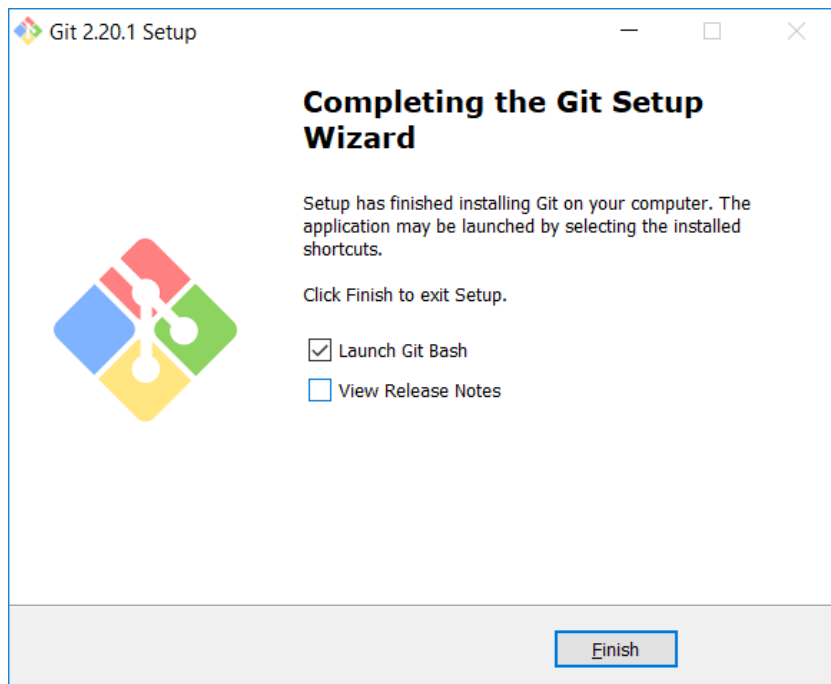 Git 2.20.1 Setup
Completing the Git Setup
Wizard
Setup has finished installing Git on your computer. The
application may be launched by selecting the installed
shortcuts.
Click Finish to exit Setup.
Launch Git Bash
View Release Notes
Finish